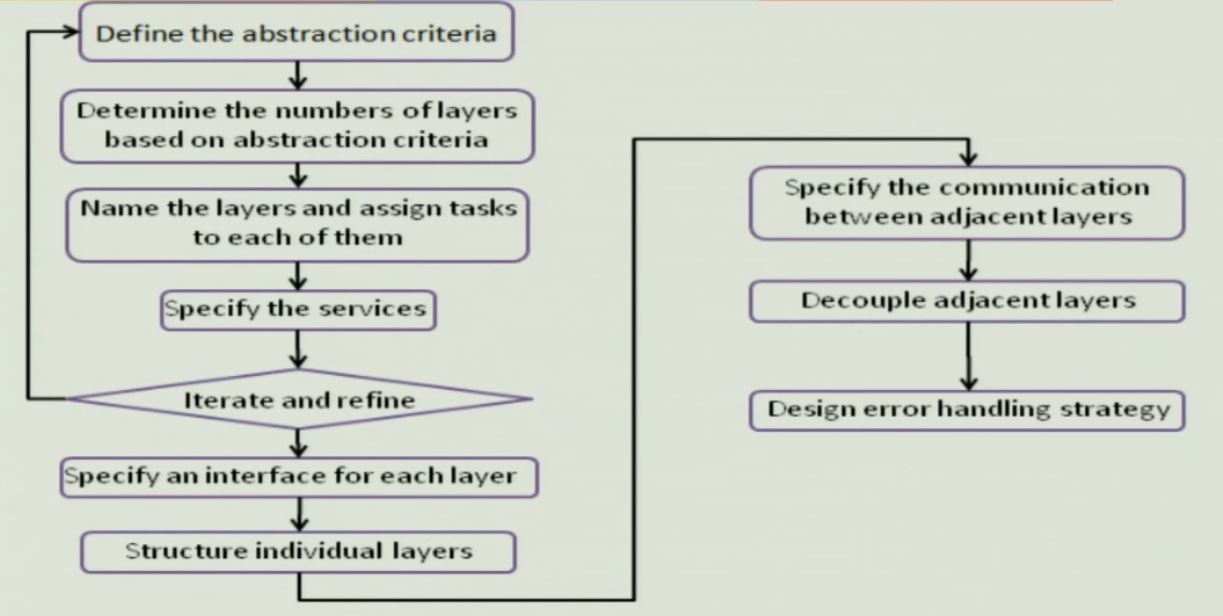 Define the abstraction criteria
Determine the numbers of layers
based on abstraction criteria
Name the layers and assign tasks
to each of them
Specify the services
Iterate and refine
Specify an interface for each layer
Structure individual layers
Specify the communication
between adjacent layers
Decouple adjacent layers
Design error handling strategy